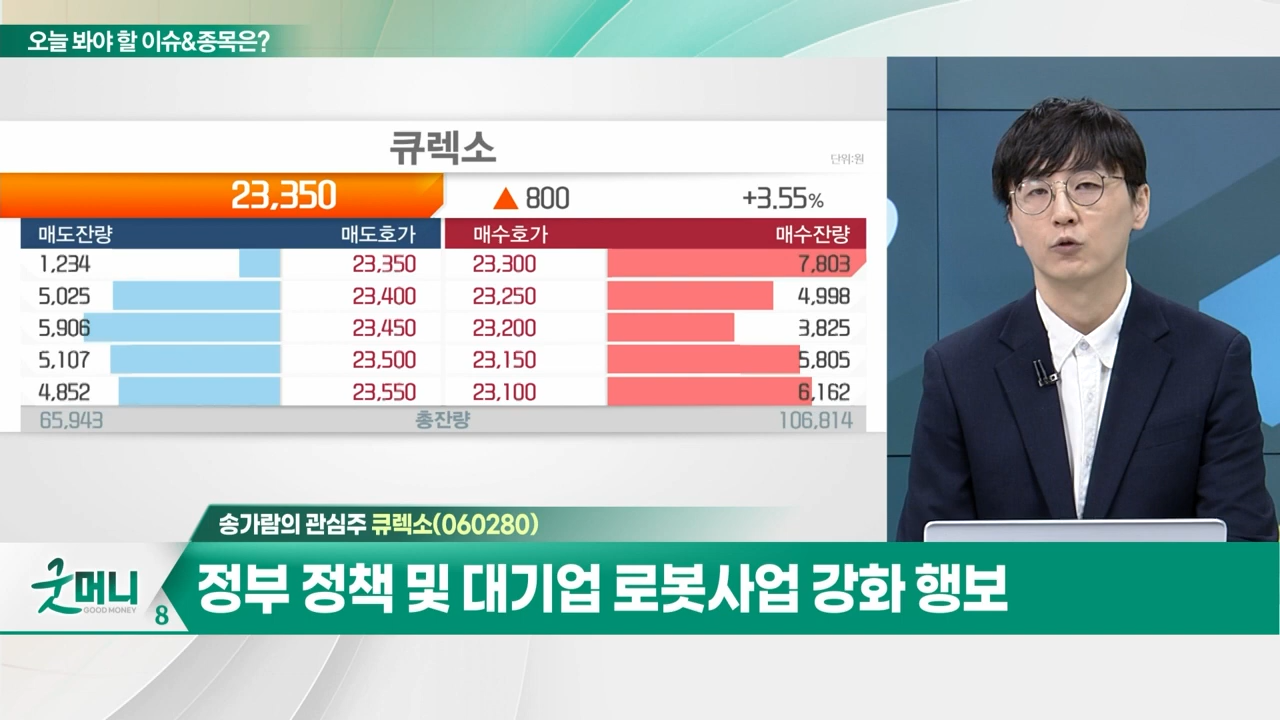 오늘 봐야 할 이슈&종목은?
큐렉소
단위:원
23,350 ▲ 800 +3.55%
매도잔량 매도호가 매수호가 매수잔량
1,234 23,350 23,300 7,803
5,025 23,400 23,250 4,998
5,906 23,450 23,200 3,825
5,107 23,500 23,150 5,805
4,852 23,550 23,100 6,162
65,943 총잔량 106,814
송가람의 관심주 큐렉소(060280)
굿머니
GOOD MONEY
8
정부 정책 및 대기업 로봇사업 강화 행보